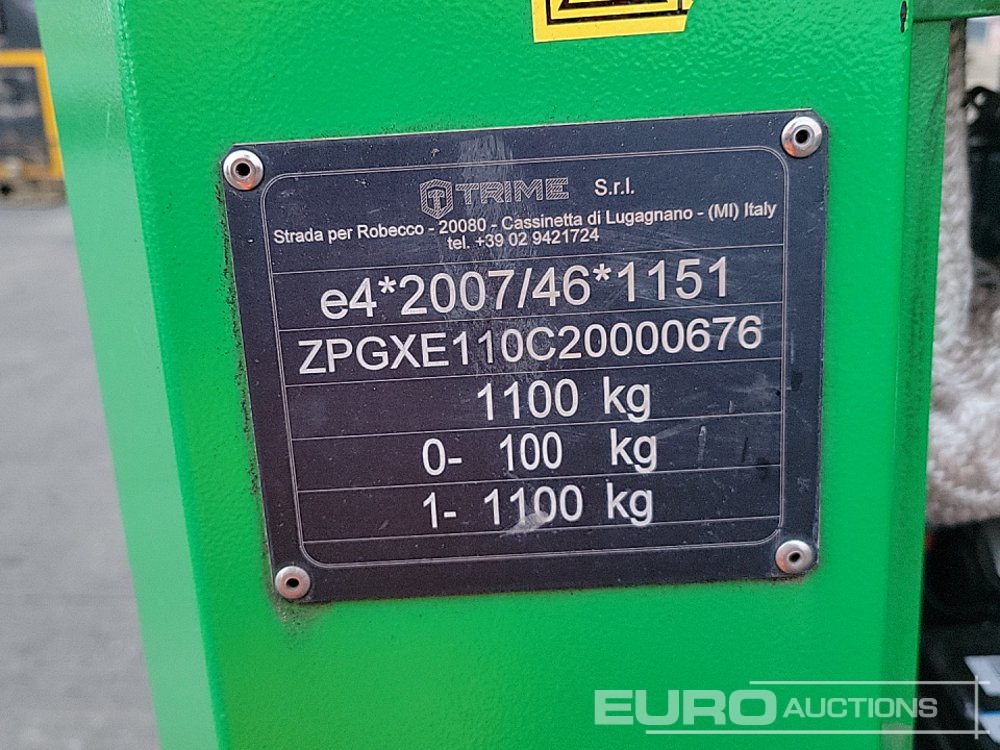 TRIME S.r.l.
Strada per Robecco - 20080 - Cassinetta di Lugagnano - (MI) Italy
tel. +39 02 9421724
e4*2007/46*1151
ZPGXE110C20000676
1100 kg
0- 100 kg
1- 1100 kg
EURO AUCTIONS